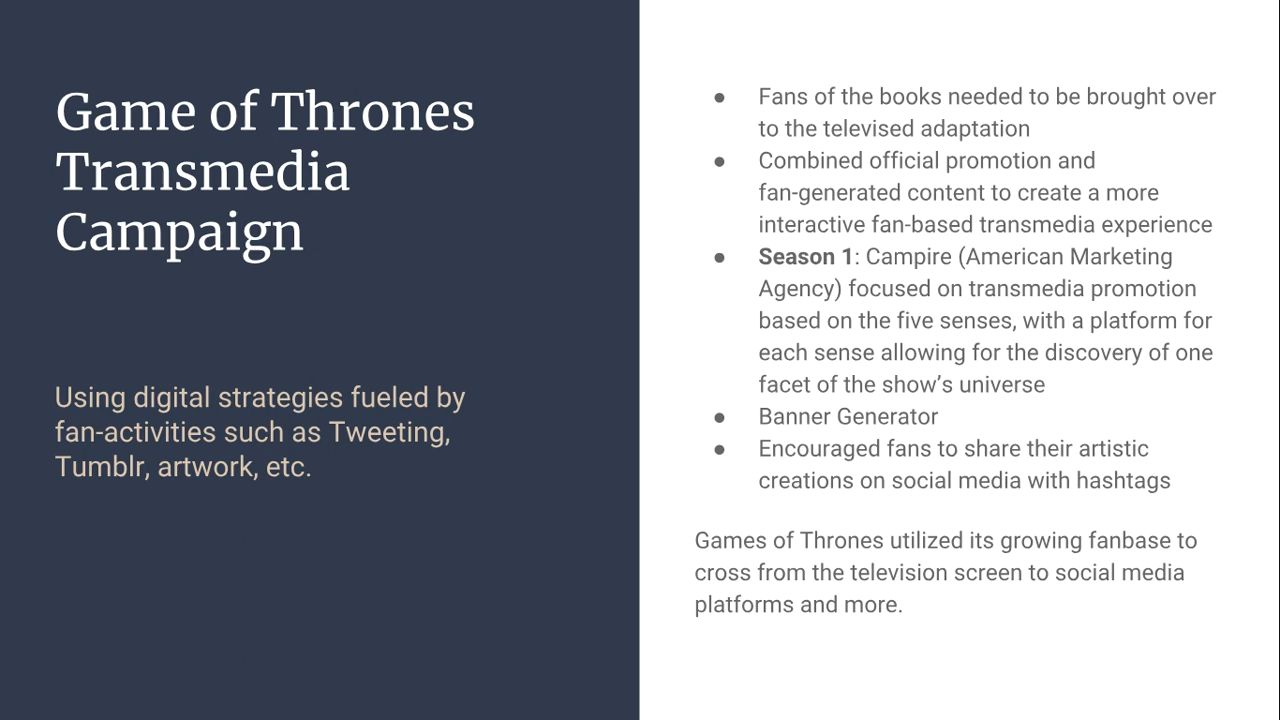 Game of Thrones
Transmedia
Campaign
Using digital strategies fueled by
fan-activities such as Tweeting,
Tumblr, artwork, etc.
● Fans of the books needed to be brought over
to the televised adaptation
● Combined official promotion and
fan-generated content to create a more
interactive fan-based transmedia experience
● Season 1: Campire (American Marketing
Agency) focused on transmedia promotion
based on the five senses, with a platform for
each sense allowing for the discovery of one
facet of the show’s universe
● Banner Generator
● Encouraged fans to share their artistic
creations on social media with hashtags
Games of Thrones utilized its growing fanbase to
cross from the television screen to social media
platforms and more.